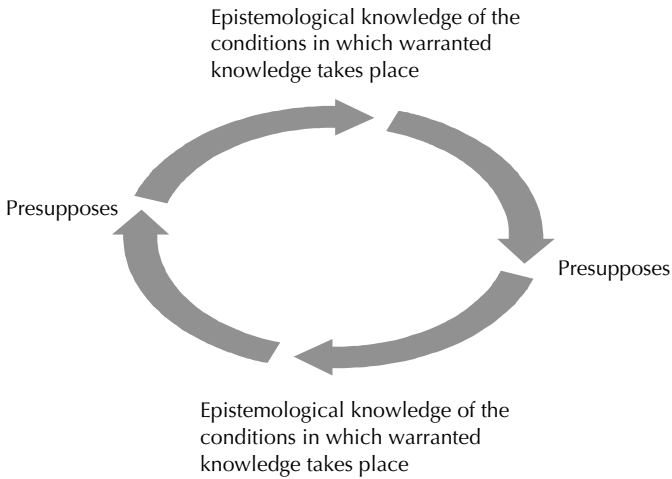 Epistemological knowledge of the
conditions in which warranted
knowledge takes place
Presupposes
Presupposes
Epistemological knowledge of the
conditions in which warranted
knowledge takes place